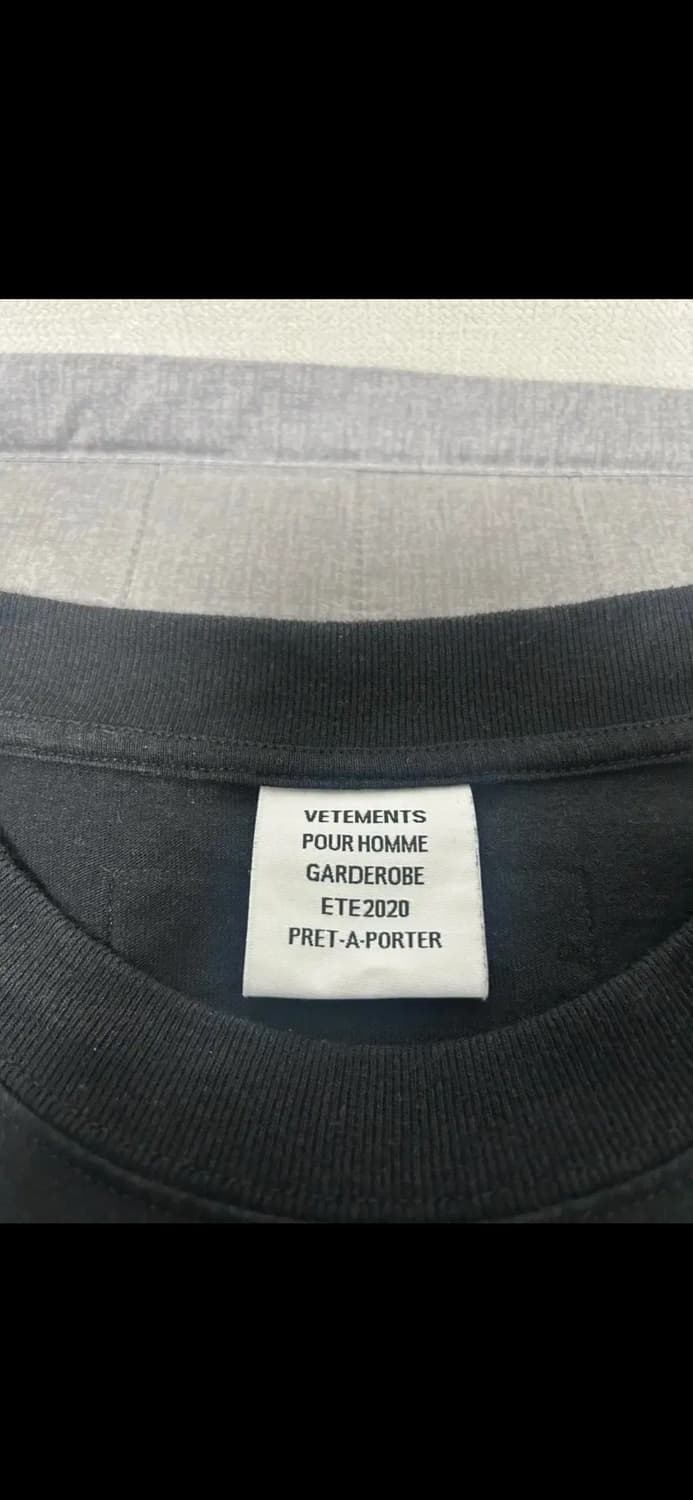 VETEMENTS
POUR HOMME
GARDEROBE
ETE2020
PRET-A-PORTER